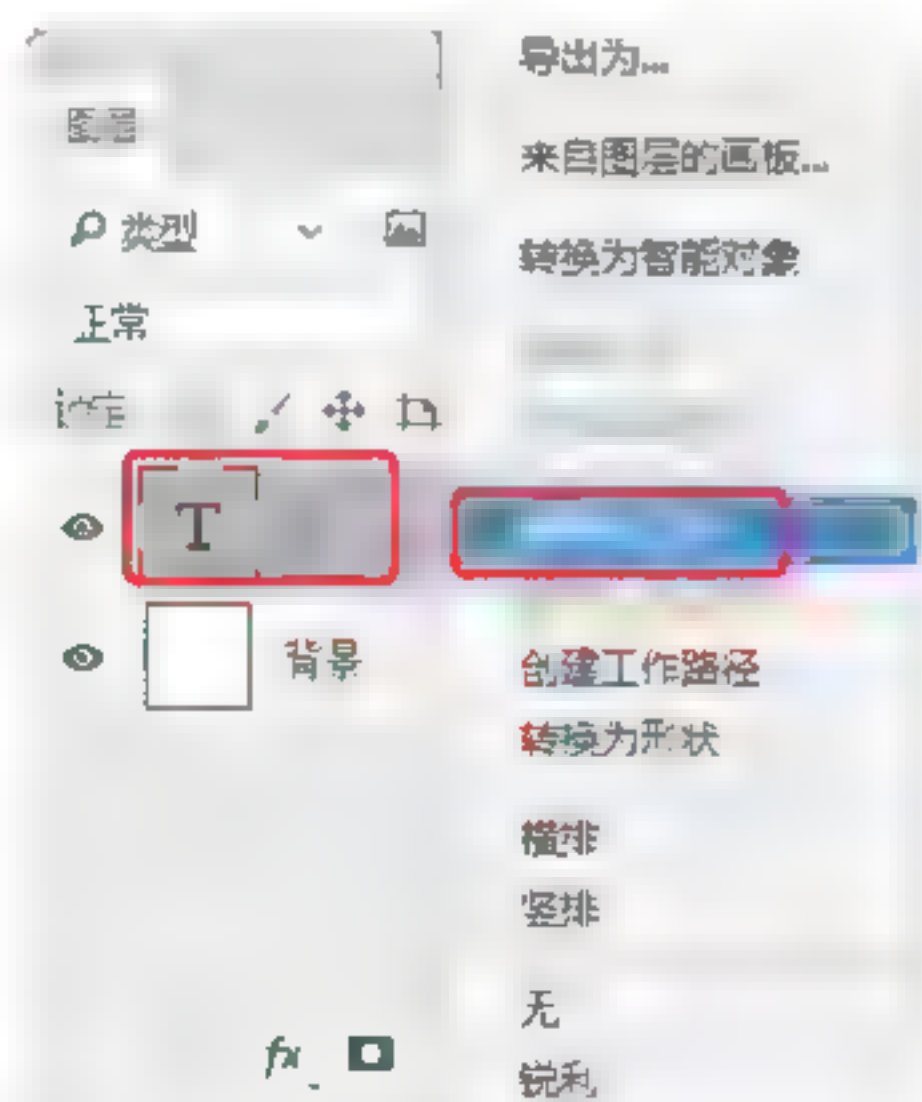 图层
类型
正常
T
背景
fx
导出为...
来自图层的画板...
转换为智能对象
创建工作路径
转换为形状
横排
竖排
无
锐利